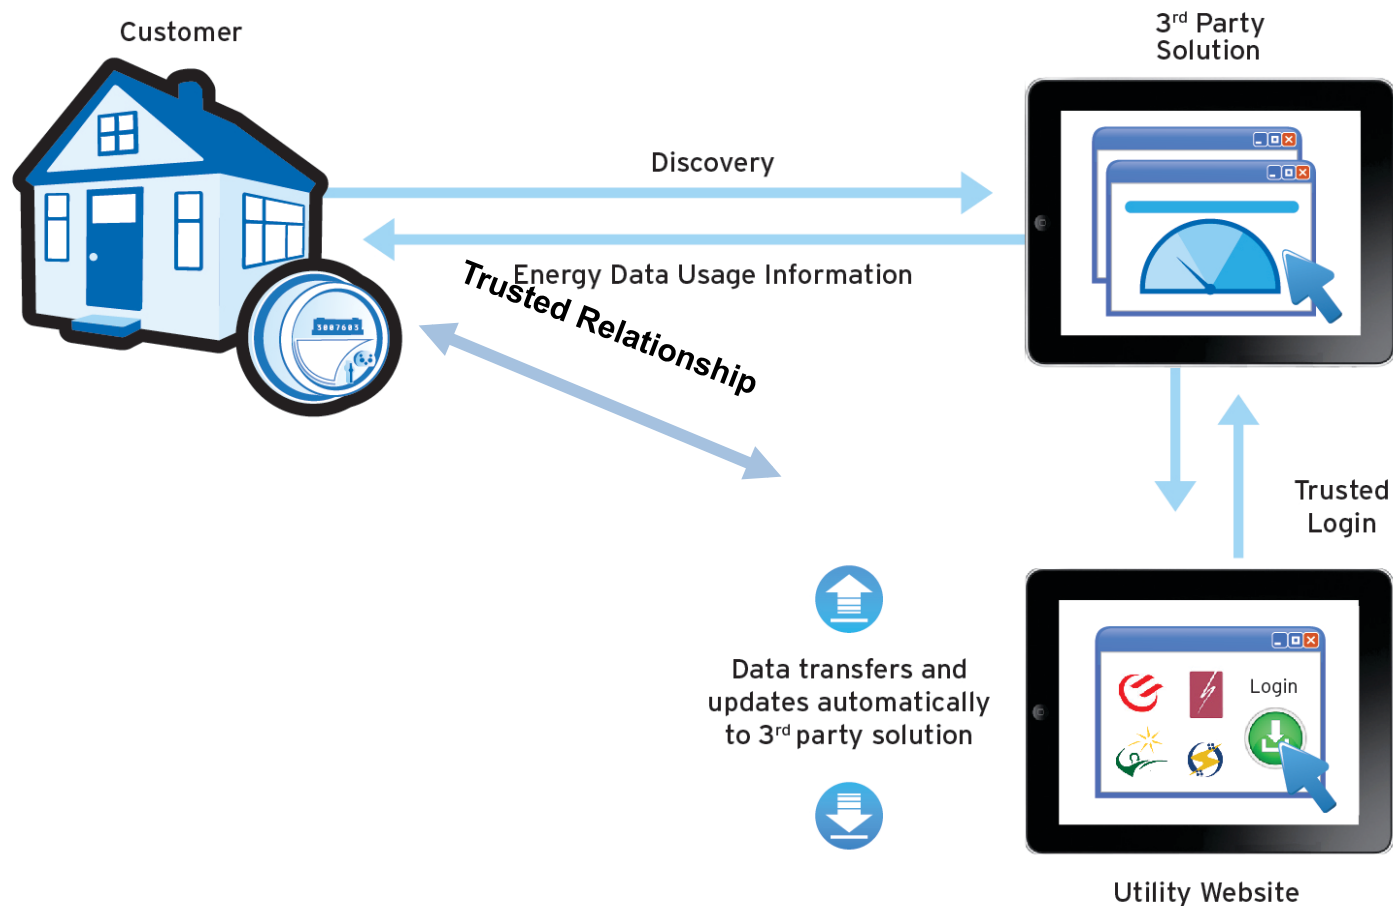 Customer
3rd Party
Solution
Discovery
Energy Data Usage Information
Trusted Relationship
3007603
Trusted
Login
Data transfers and
updates automatically
to 3rd party solution
Login
Utility Website